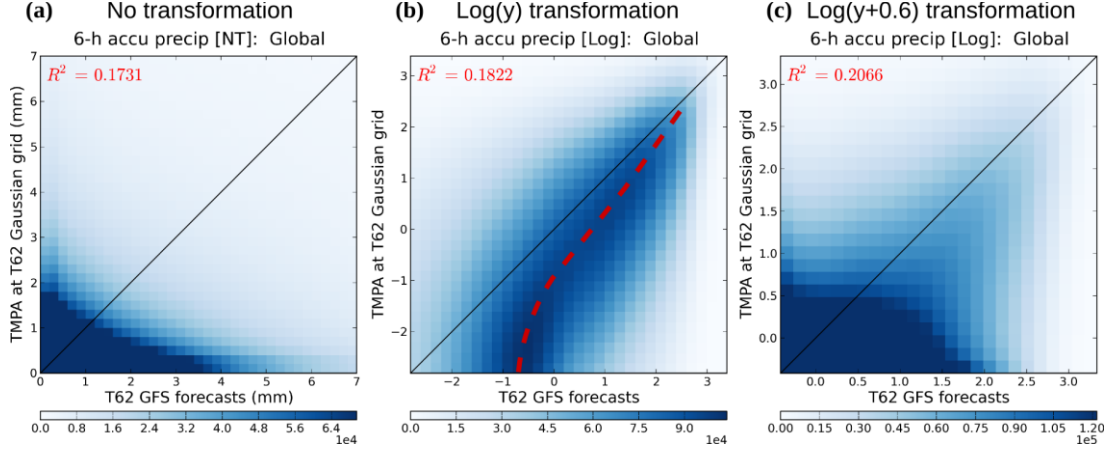 (a) No transformation
6-h accu precip [NT]: Global
R² = 0.1731
TMPA at T62 Gaussian grid (mm)
7
6
5
4
3
2
1
0
0 1 2 3 4 5 6 7
T62 GFS forecasts (mm)
0.0 0.8 1.6 2.4 3.2 4.0 4.8 5.6 6.4
1e4
(b) Log(y) transformation
6-h accu precip [Log]: Global
R² = 0.1822
TMPA at T62 Gaussian grid
3
2
1
0
−1
−2
−2 −1 0 1 2 3
T62 GFS forecasts
0.0 1.5 3.0 4.5 6.0 7.5 9.0
1e4
(c) Log(y+0.6) transformation
6-h accu precip [Log]: Global
R² = 0.2066
TMPA at T62 Gaussian grid
3.0
2.5
2.0
1.5
1.0
0.5
0.0
0.0 0.5 1.0 1.5 2.0 2.5 3.0
T62 GFS forecasts
0.00 0.15 0.30 0.45 0.60 0.75 0.90 1.05 1.20
1e5